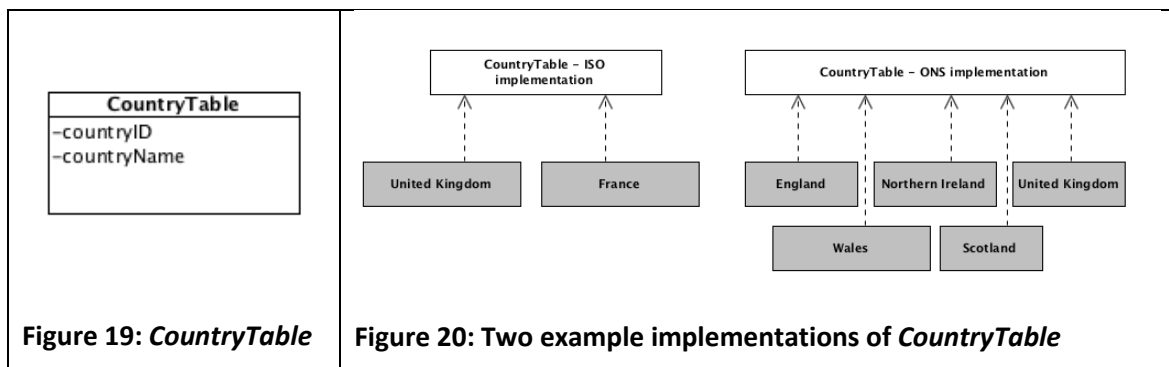 CountryTable
-countryID
-countryName
Figure 19: CountryTable
CountryTable - ISO
implementation
United Kingdom
France
CountryTable - ONS implementation
England
Northern Ireland
United Kingdom
Wales
Scotland
Figure 20: Two example implementations of CountryTable